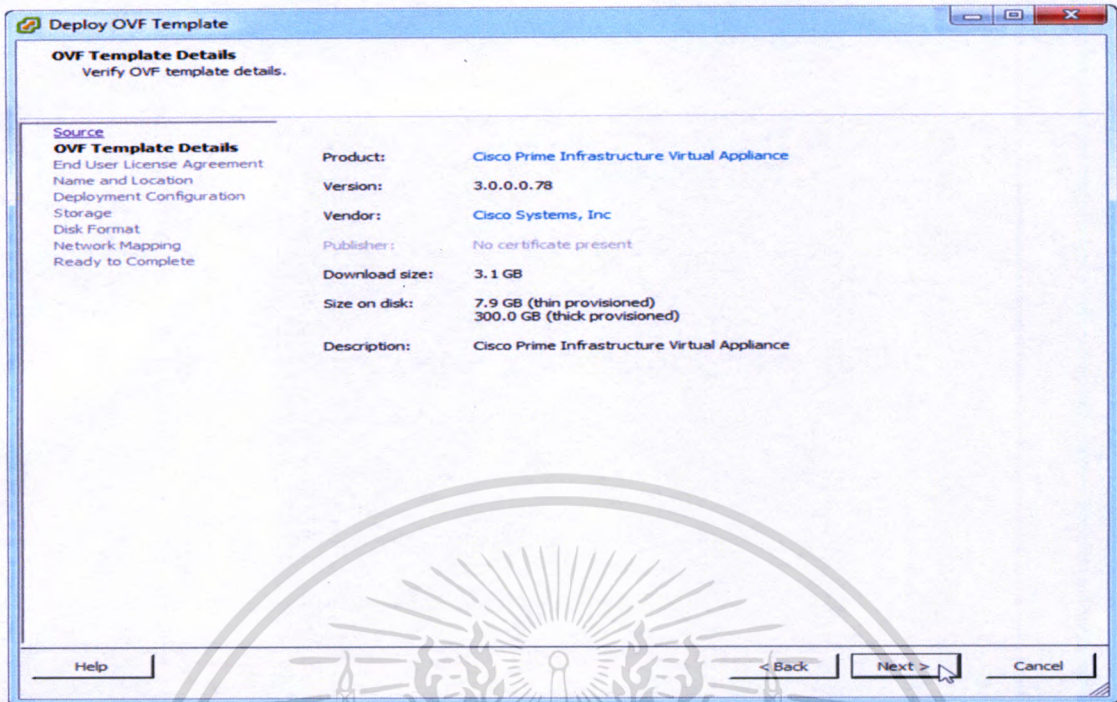 Deploy OVF Template
OVF Template Details
Verify OVF template details.
Source
OVF Template Details
End User License Agreement
Name and Location
Deployment Configuration
Storage
Disk Format
Network Mapping
Ready to Complete
Product: Cisco Prime Infrastructure Virtual Appliance
Version: 3.0.0.0.78
Vendor: Cisco Systems, Inc
Publisher: No certificate present
Download size: 3.1 GB
Size on disk: 7.9 GB (thin provisioned)
300.0 GB (thick provisioned)
Description: Cisco Prime Infrastructure Virtual Appliance
Help
< Back
Next >
Cancel